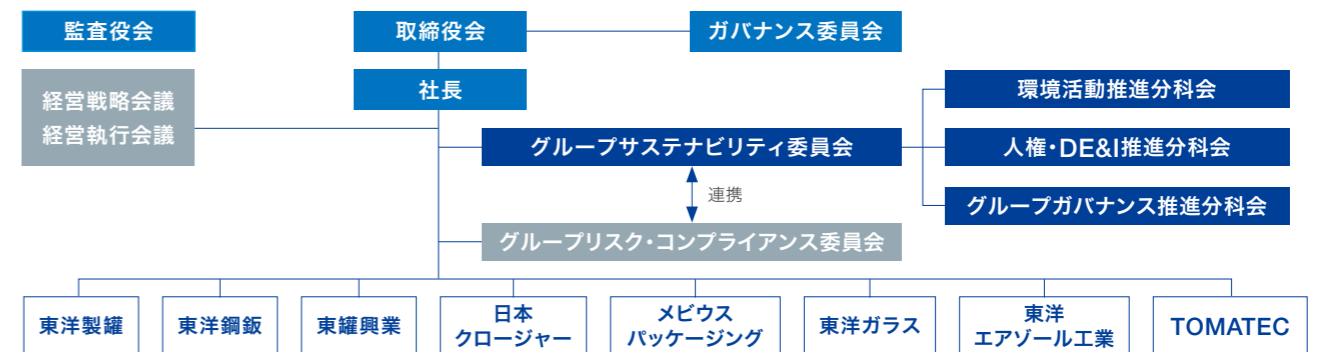 監査役会
取締役会
ガバナンス委員会
経営戦略会議
経営執行会議
社長
環境活動推進分科会
グループサステナビリティ委員会
人権・DE&I推進分科会
連携
グループガバナンス推進分科会
グループリスク・コンプライアンス委員会
東洋製罐
東洋鋼鈑
東罐興業
日本
クロージャー
メビウス
パッケージング
東洋ガラス
東洋
エアゾール工業
TOMATEC